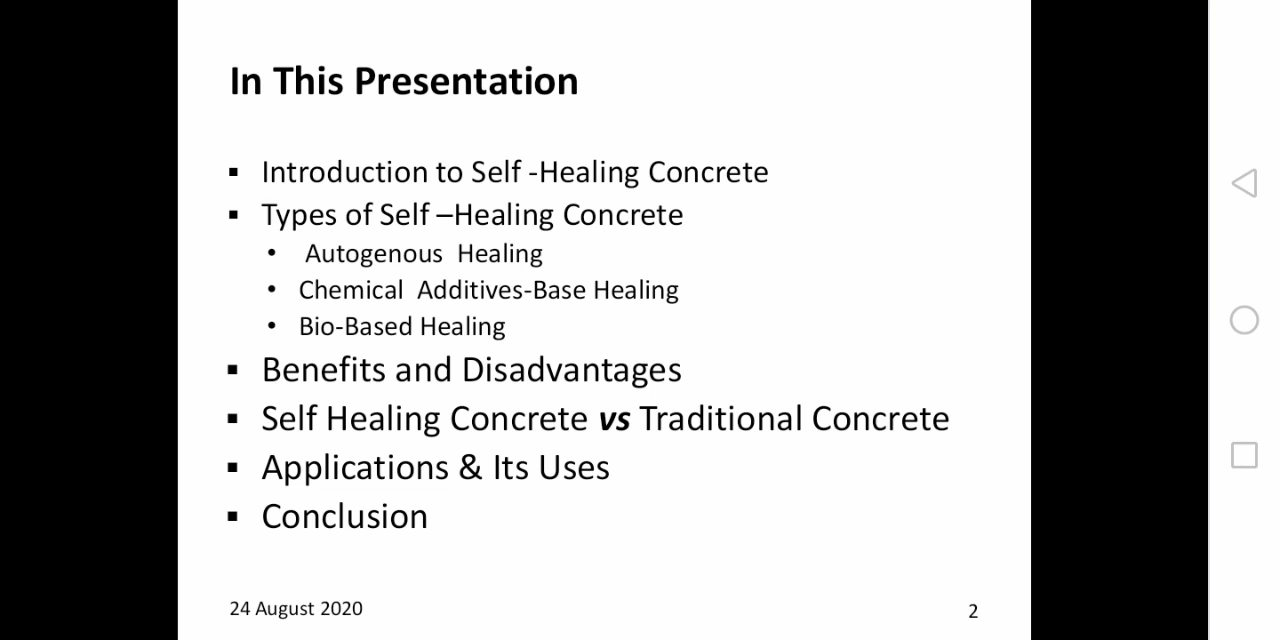 In This Presentation
▪ Introduction to Self -Healing Concrete
▪ Types of Self –Healing Concrete
• Autogenous Healing
• Chemical Additives-Base Healing
• Bio-Based Healing
▪ Benefits and Disadvantages
▪ Self Healing Concrete vs Traditional Concrete
▪ Applications & Its Uses
▪ Conclusion
24 August 2020
2